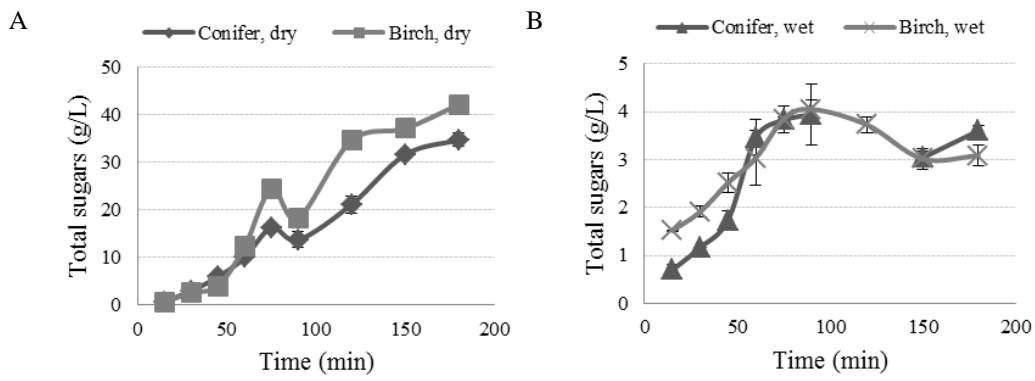 A
Conifer, dry
Birch, dry
50
40
30
20
10
0
Total sugars (g/L)
0 50 100 150 200
Time (min)
B
Conifer, wet
Birch, wet
5
4
3
2
1
0
Total sugars (g/L)
0 50 100 150 200
Time (min)